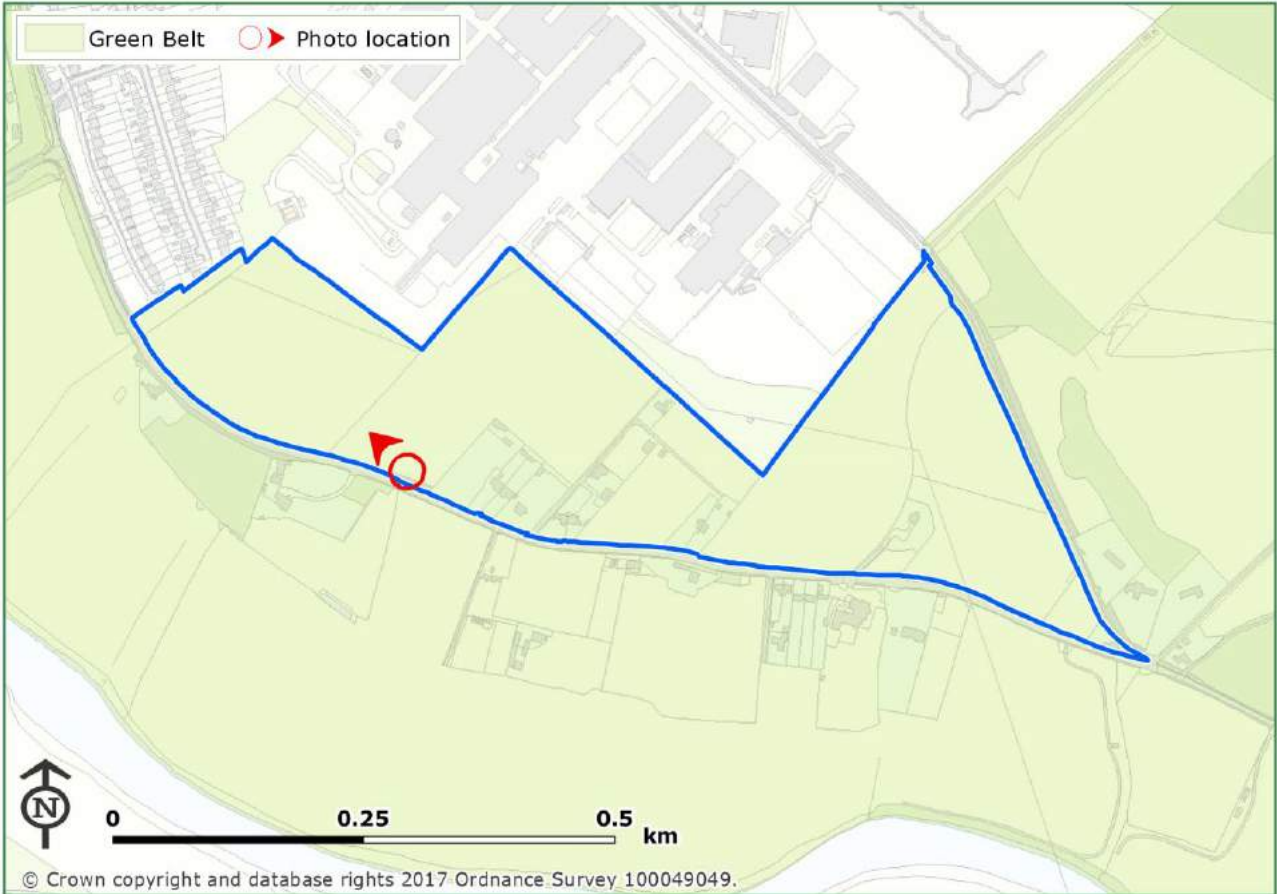 Green Belt Photo location
N
0 0.25 0.5 km
© Crown copyright and database rights 2017 Ordnance Survey 100049049.